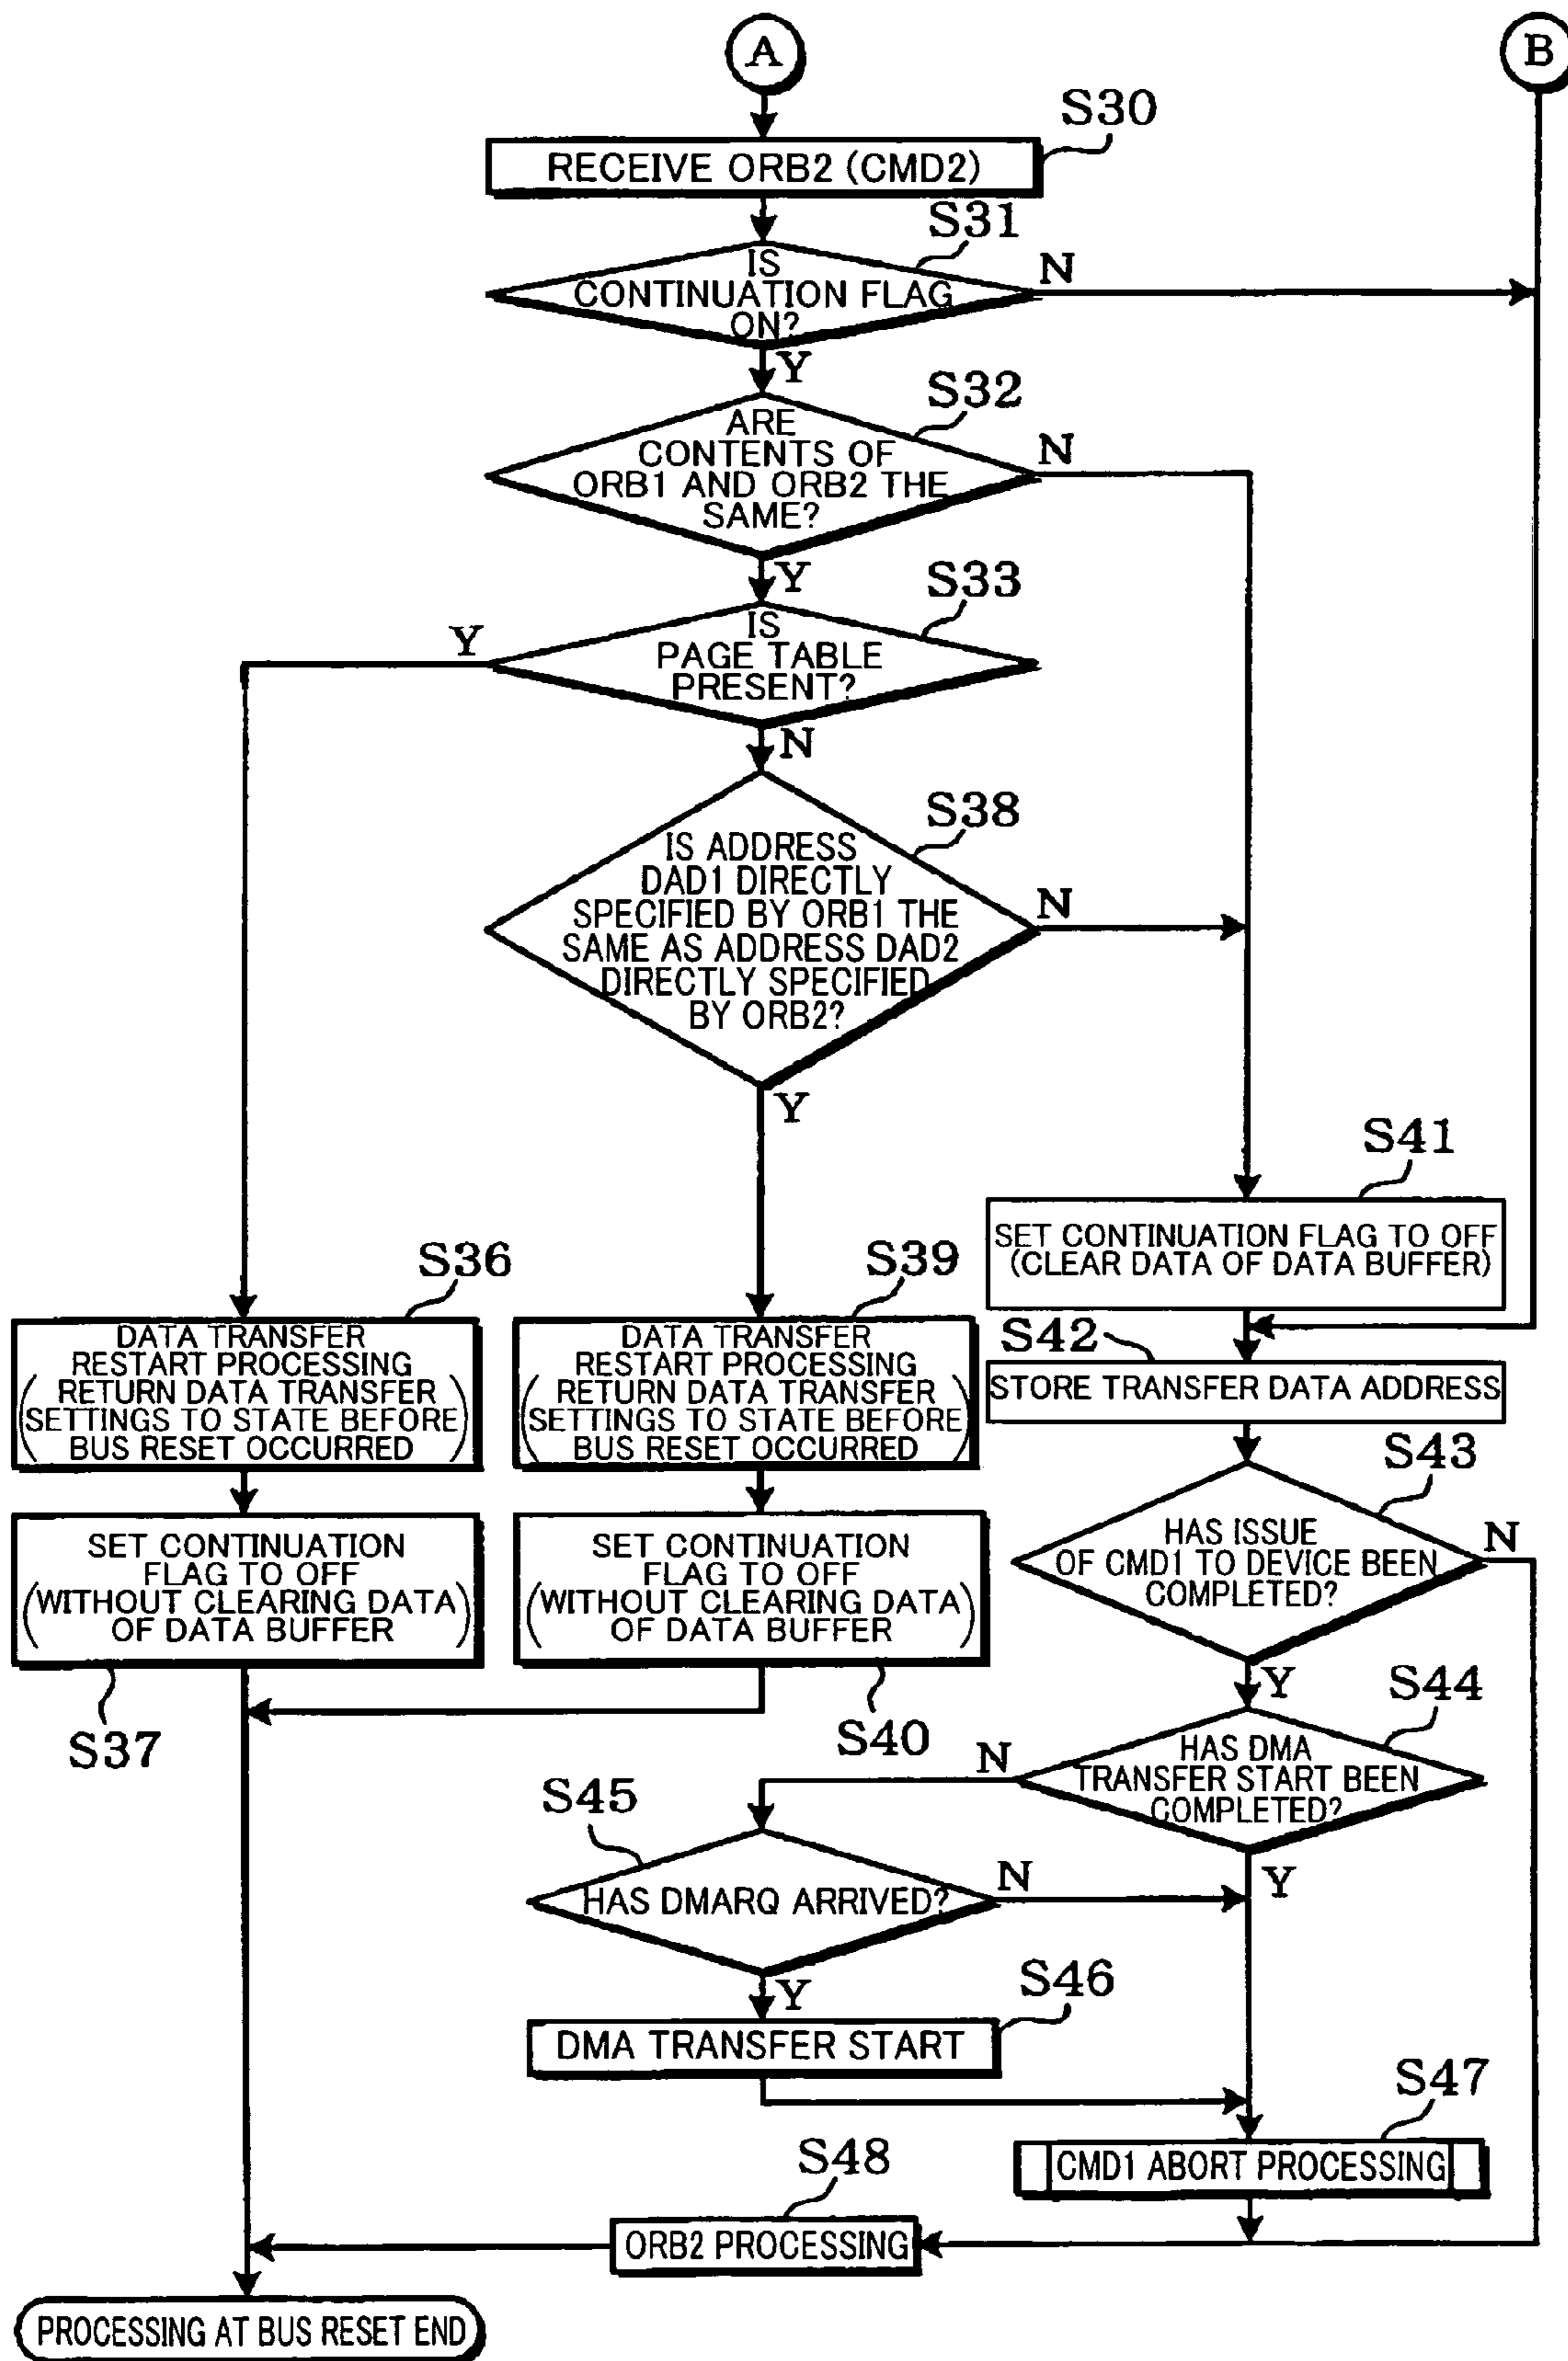 A
B
S30
RECEIVE ORB2 (CMD2)
S31
IS
CONTINUATION FLAG
ON?
N
Y
S32
ARE
CONTENTS OF
ORB1 AND ORB2 THE
SAME?
N
Y
S33
IS
PAGE TABLE
PRESENT?
Y
N
S38
IS ADDRESS
DAD1 DIRECTLY
SPECIFIED BY ORB1 THE
SAME AS ADDRESS DAD2
DIRECTLY SPECIFIED
BY ORB2?
N
Y
S41
SET CONTINUATION FLAG TO OFF
(CLEAR DATA OF DATA BUFFER)
S36
DATA TRANSFER
RESTART PROCESSING
(RETURN DATA TRANSFER
SETTINGS TO STATE BEFORE
BUS RESET OCCURRED)
S39
DATA TRANSFER
RESTART PROCESSING
(RETURN DATA TRANSFER
SETTINGS TO STATE BEFORE
BUS RESET OCCURRED)
S42
STORE TRANSFER DATA ADDRESS
SET CONTINUATION
FLAG TO OFF
(WITHOUT CLEARING DATA
OF DATA BUFFER)
S37
SET CONTINUATION
FLAG TO OFF
(WITHOUT CLEARING DATA
OF DATA BUFFER)
S40
S43
HAS ISSUE
OF CMD1 TO DEVICE BEEN
COMPLETED?
N
Y
S44
HAS DMA
TRANSFER START BEEN
COMPLETED?
N
Y
S45
HAS DMARQ ARRIVED?
N
Y
S46
DMA TRANSFER START
S47
CMD1 ABORT PROCESSING
S48
ORB2 PROCESSING
PROCESSING AT BUS RESET END